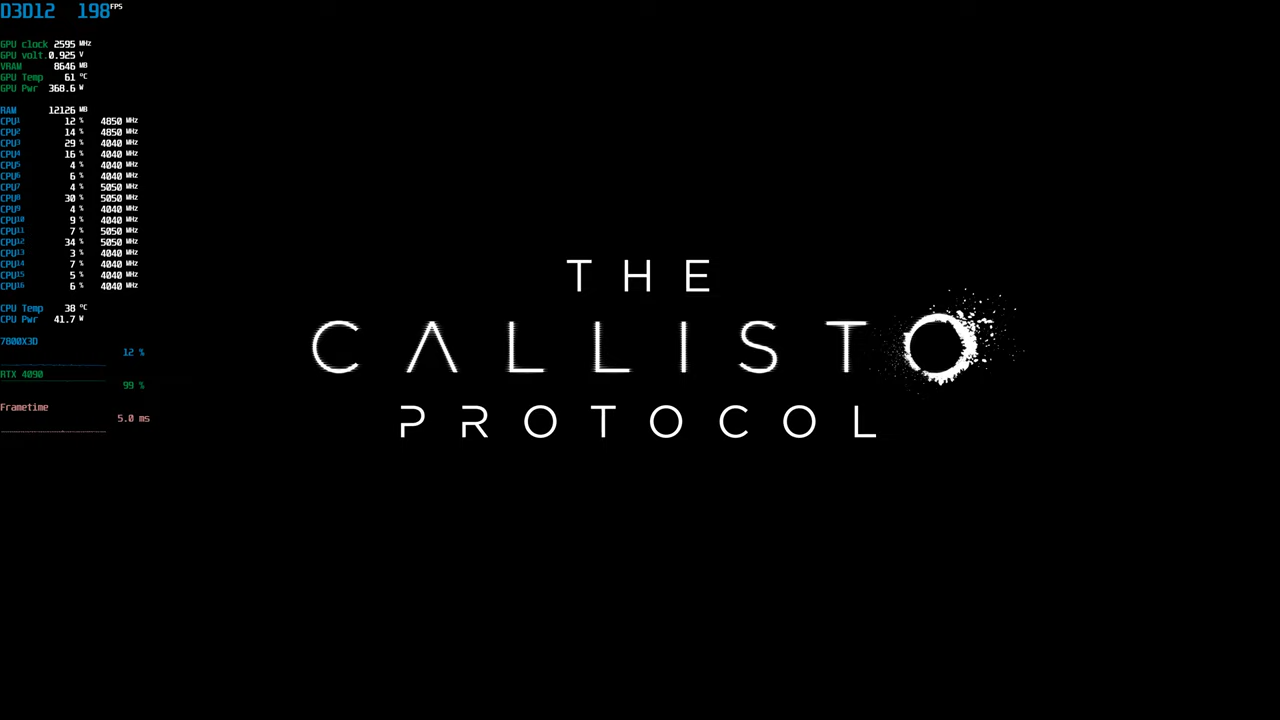 D3D12 198 FPS
GPU clock 2595 MHz
GPU volt. 0.925 V
VRAM 8646 MB
GPU Temp 61 °C
GPU Pwr 368.6 W
RAM 12126 MB
CPU1 12 % 4850 MHz
CPU2 14 % 4850 MHz
CPU3 29 % 4040 MHz
CPU4 16 % 4040 MHz
CPU5 4 % 4040 MHz
CPU6 6 % 4040 MHz
CPU7 4 % 5050 MHz
CPU8 30 % 5050 MHz
CPU9 4 % 4040 MHz
CPU10 9 % 4040 MHz
CPU11 7 % 5050 MHz
CPU12 34 % 5050 MHz
CPU13 3 % 4040 MHz
CPU14 7 % 4040 MHz
CPU15 5 % 4040 MHz
CPU16 6 % 4040 MHz
CPU Temp 38 °C
CPU Pwr 41.7 W
7800X3D
12 %
RTX 4090
99 %
Frametime
5.0 ms
THE
CALLISTO
PROTOCOL